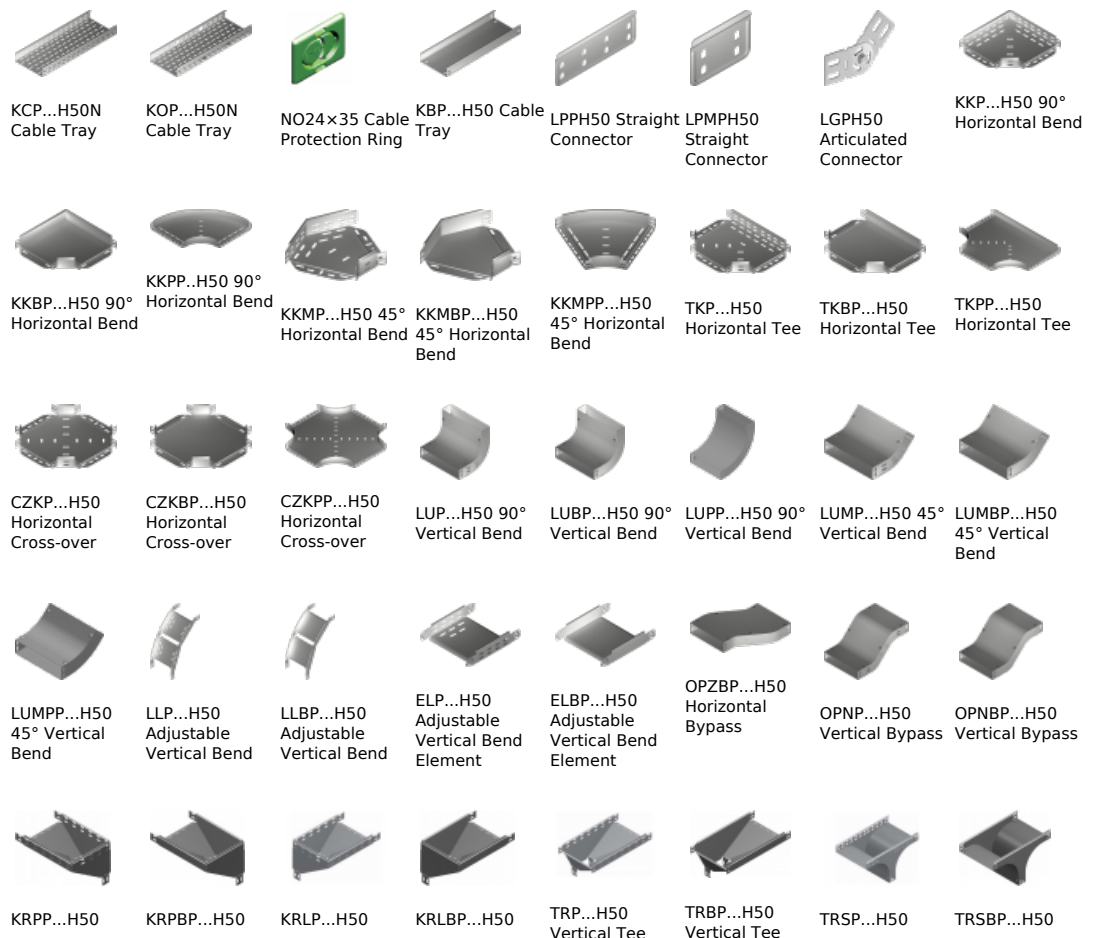 KCP...H50N
Cable Tray
KOP...H50N
Cable Tray
NO24×35 Cable
Protection Ring
KBP...H50 Cable
Tray
LPPH50 Straight
Connector
LPMPH50
Straight
Connector
LGPH50
Articulated
Connector
KKP...H50 90°
Horizontal Bend
KKBP...H50 90°
Horizontal Bend
KKPP..H50 90°
Horizontal Bend
KKMP...H50 45°
Horizontal Bend
KKMBP...H50
45° Horizontal
Bend
KKMPP...H50
45° Horizontal
Bend
TKP...H50
Horizontal Tee
TKBP...H50
Horizontal Tee
TKPP...H50
Horizontal Tee
CZKP...H50
Horizontal
Cross-over
CZKBP...H50
Horizontal
Cross-over
CZKPP...H50
Horizontal
Cross-over
LUP...H50 90°
Vertical Bend
LUBP...H50 90°
Vertical Bend
LUPP...H50 90°
Vertical Bend
LUMP...H50 45°
Vertical Bend
LUMBP...H50
45° Vertical
Bend
LUMPP...H50
45° Vertical
Bend
LLP...H50
Adjustable
Vertical Bend
LLBP...H50
Adjustable
Vertical Bend
ELP...H50
Adjustable
Vertical Bend
Element
ELBP...H50
Adjustable
Vertical Bend
Element
OPZBP...H50
Horizontal
Bypass
OPNP...H50
Vertical Bypass
OPNBP...H50
Vertical Bypass
KRPP...H50
KRPBP...H50
KRLP...H50
KRLBP...H50
TRP...H50
Vertical Tee
TRBP...H50
Vertical Tee
TRSP...H50
TRSBP...H50